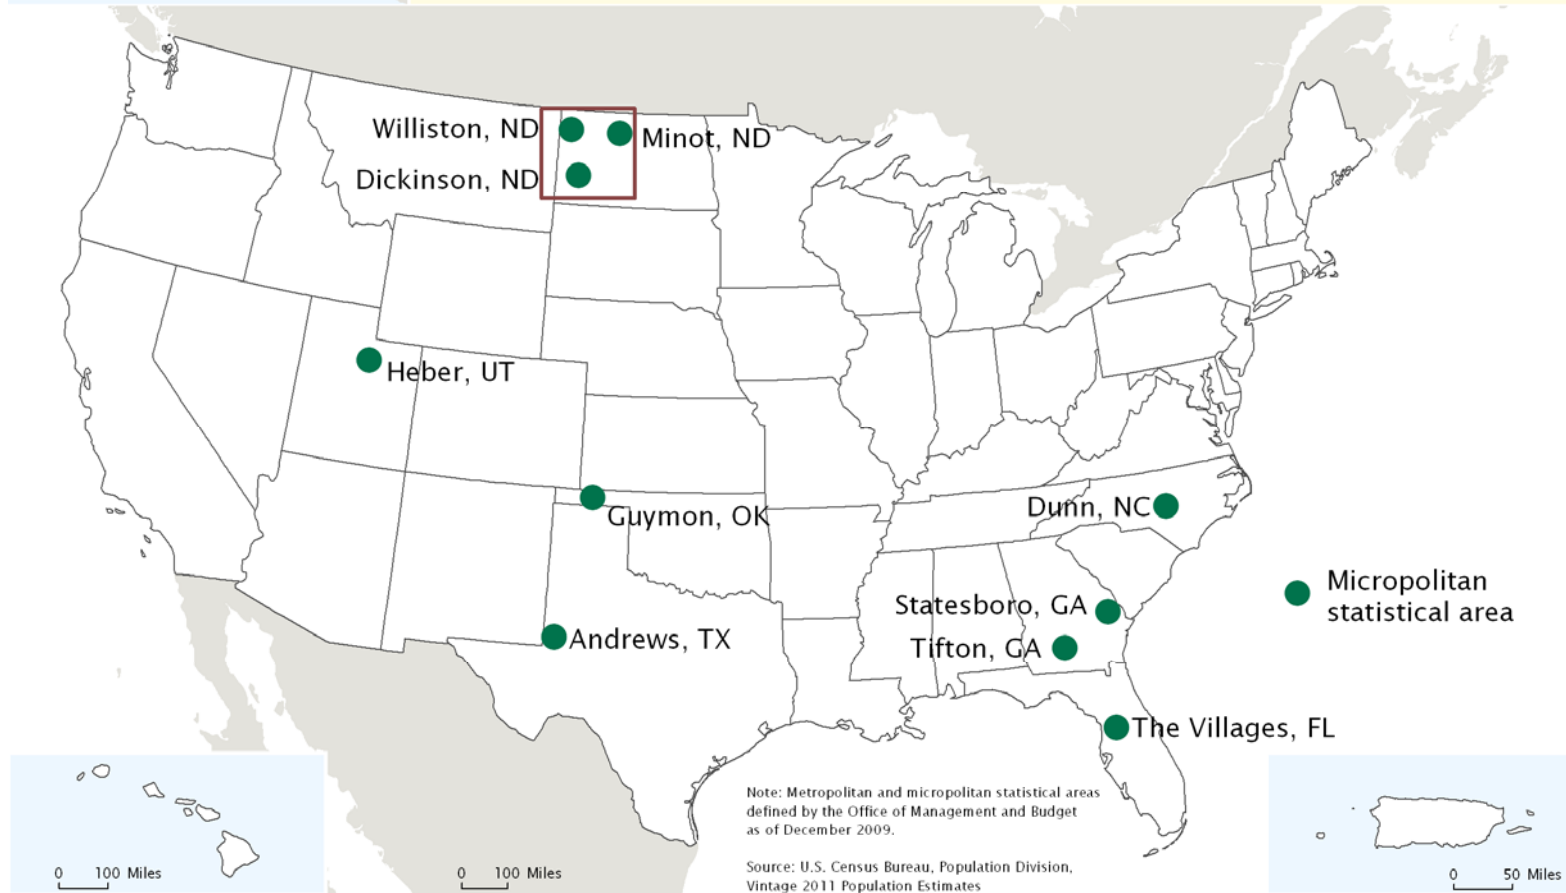 Williston, ND
Minot, ND
Dickinson, ND
Heber, UT
Guymon, OK
Dunn, NC
Micropolitan
statistical area
Statesboro, GA
Andrews, TX
Tifton, GA
The Villages, FL
Note: Metropolitan and micropolitan statistical areas
defined by the Office of Management and Budget
as of December 2009.
Source: U.S. Census Bureau, Population Division,
Vintage 2011 Population Estimates
0 100 Miles
0 100 Miles
0 50 Miles